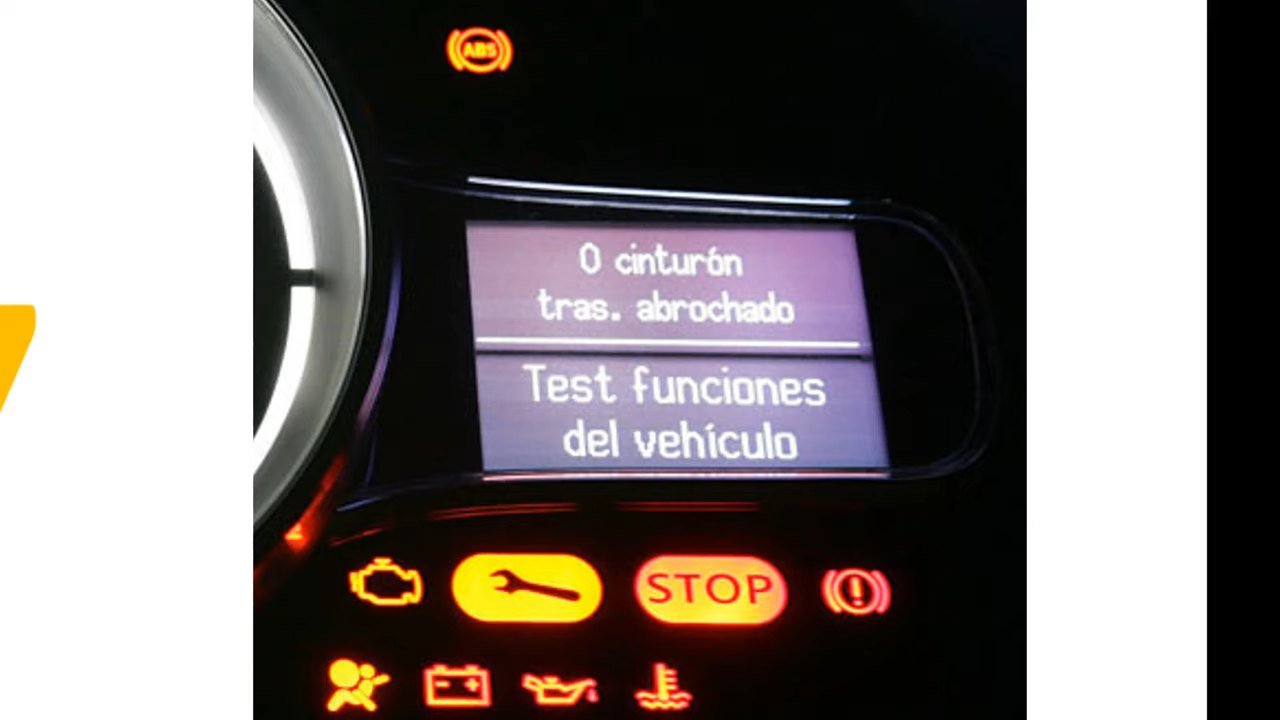 ABS
0 cinturón
tras. abrochado
Test funciones
del vehículo
STOP